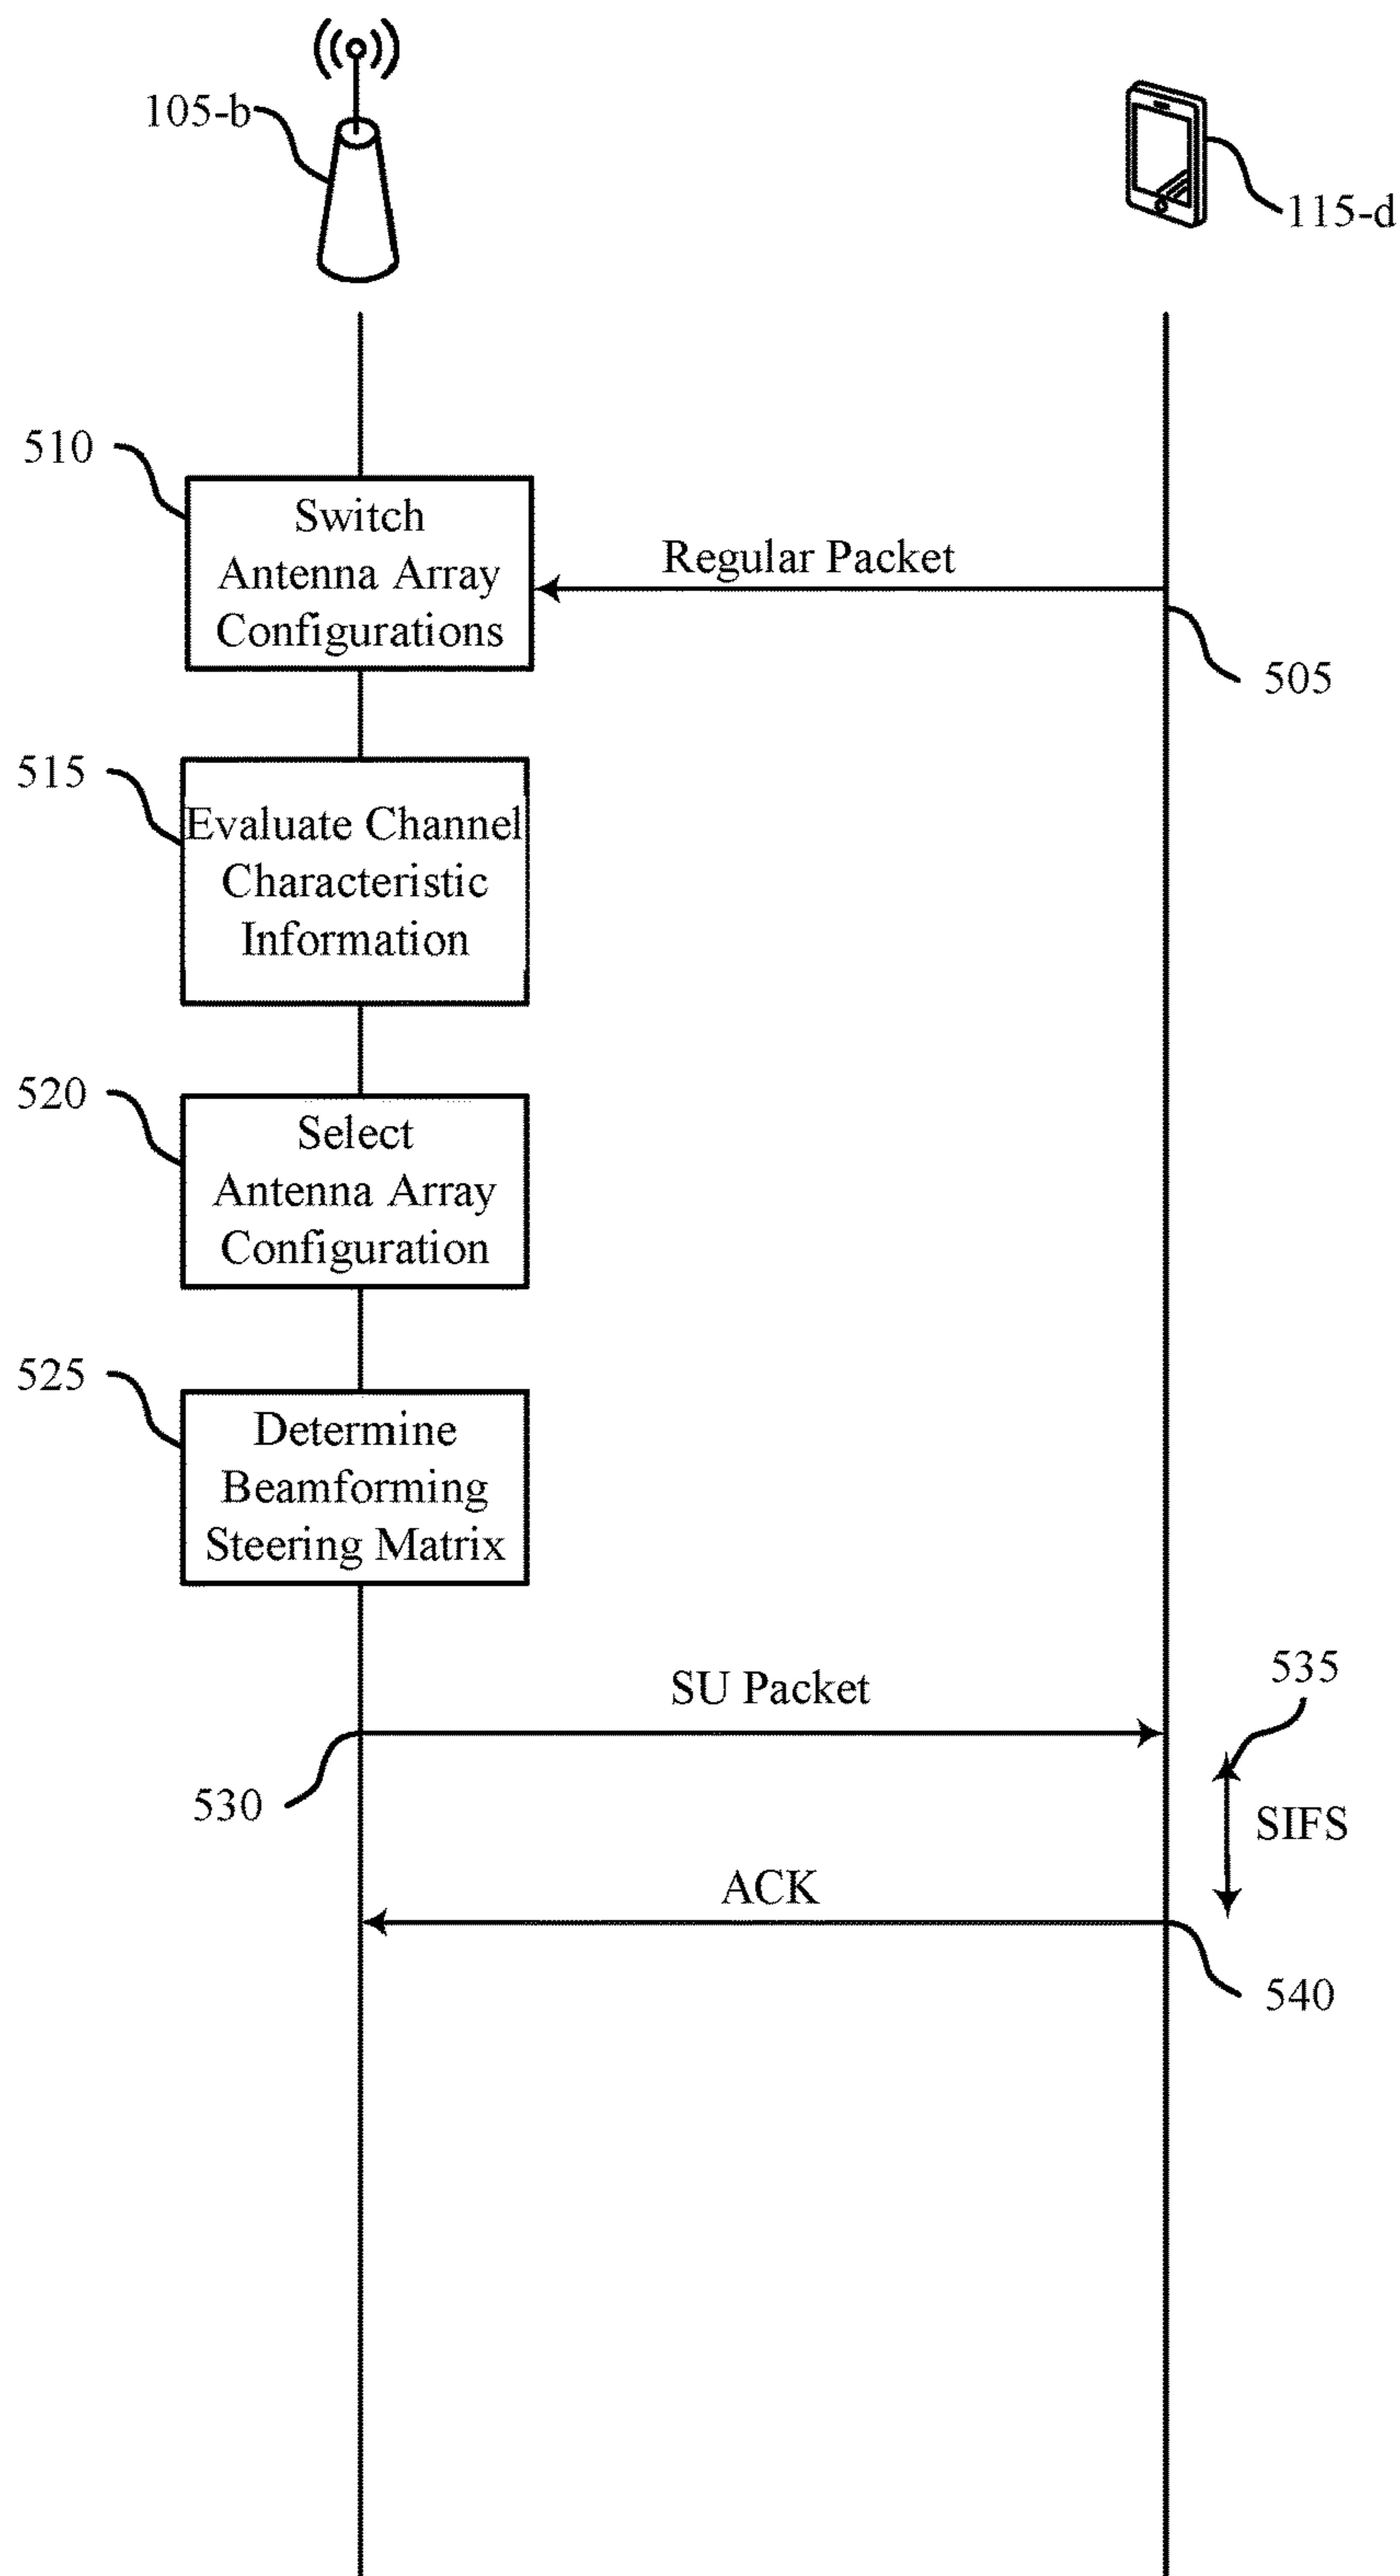 105-b
115-d
510
Switch
Antenna Array
Configurations
Regular Packet
505
515
Evaluate Channel
Characteristic
Information
520
Select
Antenna Array
Configuration
525
Determine
Beamforming
Steering Matrix
535
SU Packet
530
SIFS
ACK
540